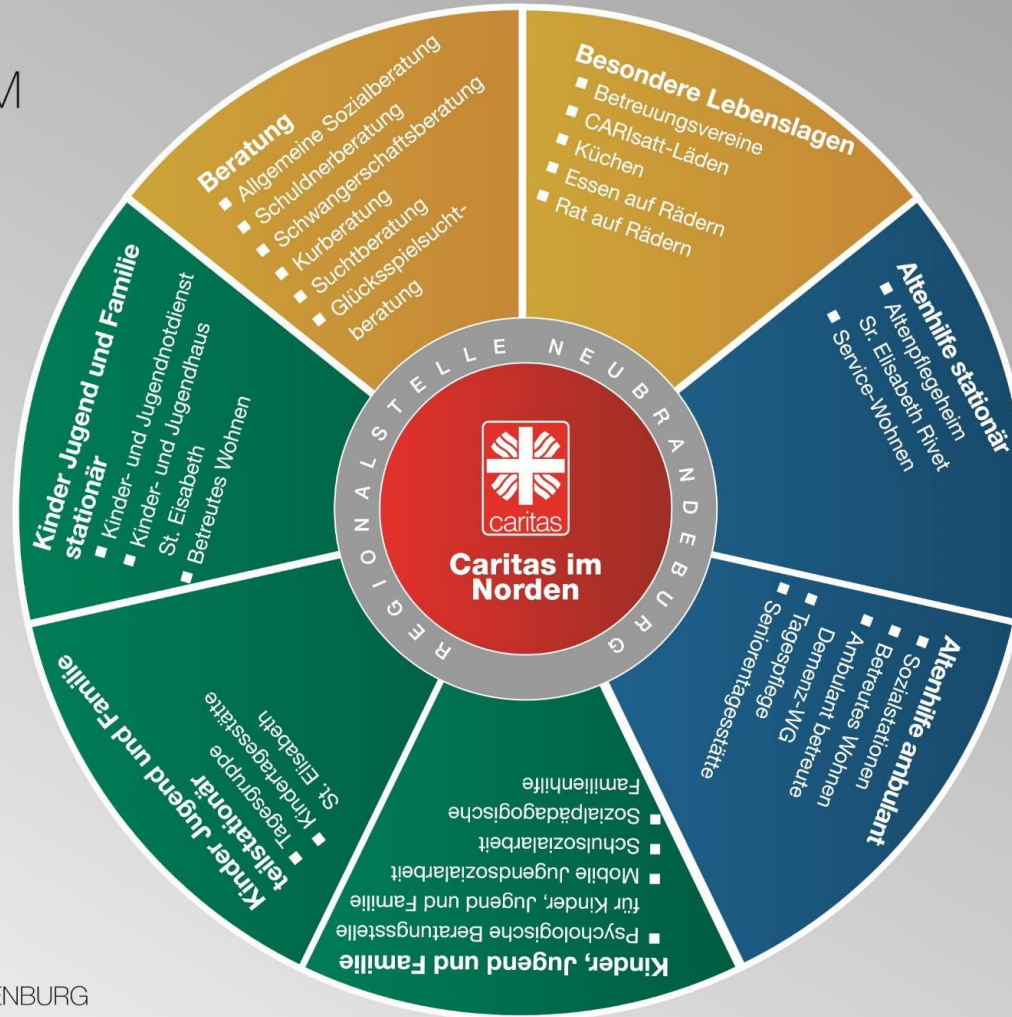 M
Beratung
■ Allgemeine Sozialberatung
■ Schuldnerberatung
■ Schwangerschaftsberatung
■ Kurberatung
■ Suchtberatung
■ Glücksspielsucht-
beratung
Besondere Lebenslagen
■ Betreuungsvereine
■ CARIsatt-Läden
■ Küchen
■ Essen auf Rädern
■ Rat auf Rädern
Altenhilfe stationär
■ Altenpflegeheim
Sr. Elisabeth Rivet
■ Service-Wohnen
Altenhilfe ambulant
■ Sozialstationen
■ Betreutes Wohnen
■ Ambulant betreute
Demenz-WG
■ Tagespflege
■ Seniorentagesstätte
Kinder, Jugend und Familie
■ Psychologische Beratungsstelle
für Kinder, Jugend und Familie
■ Mobile Jugendsozialarbeit
■ Schulsozialarbeit
■ Sozialpädagogische
Familienhilfe
Kinder Jugend und Familie
teilstationär
■ Tagesgruppe
■ Kindertagesstätte
St. Elisabeth
Kinder Jugend und Familie
stationär
■ Kinder- und Jugendnotdienst
■ Kinder- und Jugendhaus
St. Eisabeth
■ Betreutes Wohnen
REGIONALSTELLE NEUBRANDEBURG
caritas
Caritas im
Norden
ENBURG